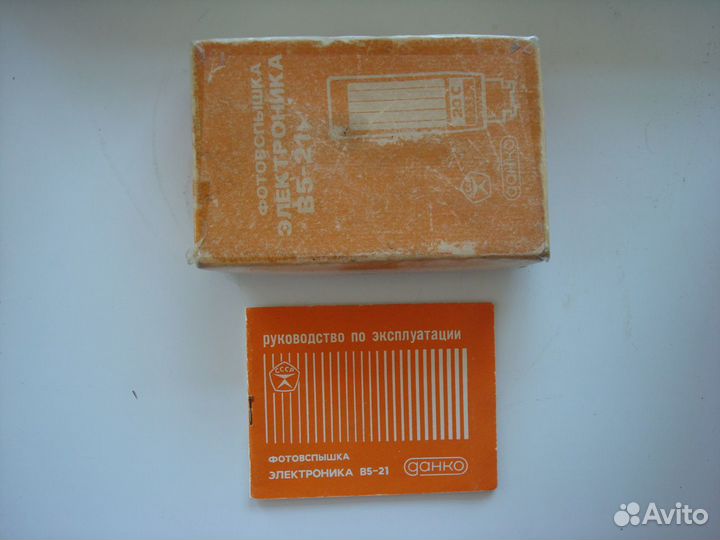 ФОТОВСПЫШКА
ЭЛЕКТРОНИКА
В5-21
данко
руководство по эксплуатации
СССР
ФОТОВСПЫШКА
ЭЛЕКТРОНИКА В5-21
данко
Avito